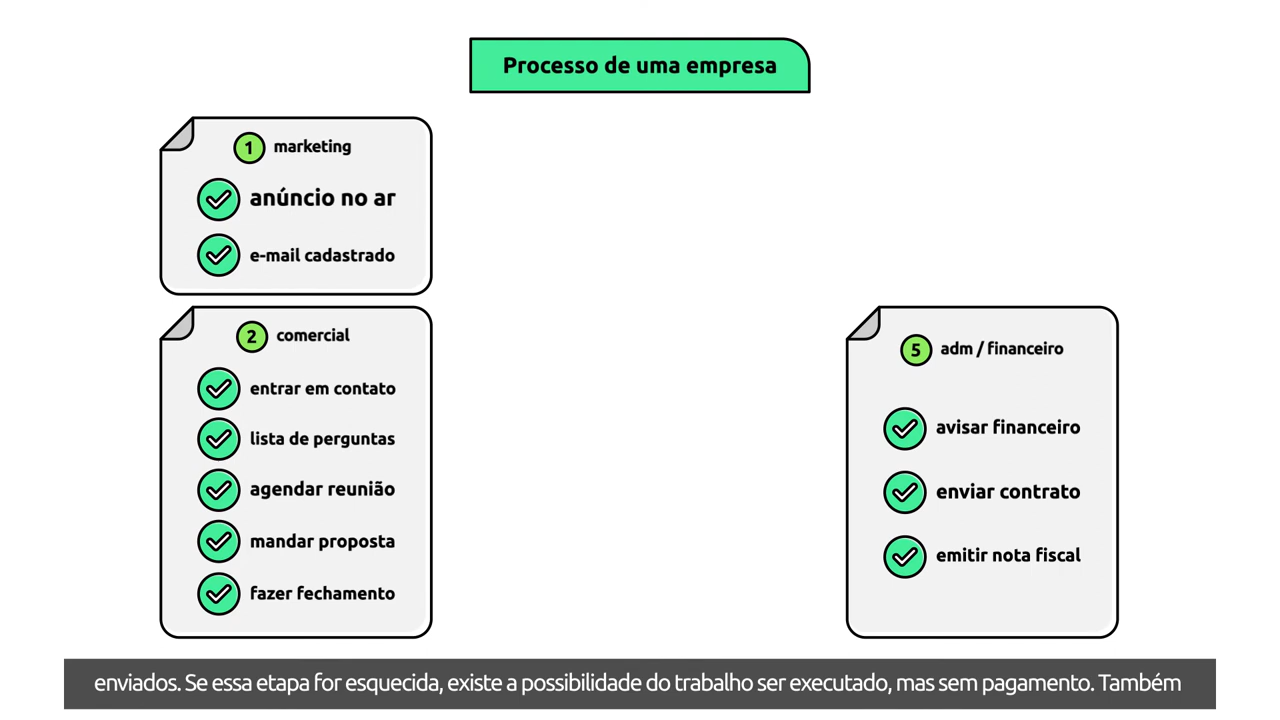 Processo de uma empresa
1 marketing
anúncio no ar
e-mail cadastrado
2 comercial
entrar em contato
lista de perguntas
agendar reunião
mandar proposta
fazer fechamento
5 adm / financeiro
avisar financeiro
enviar contrato
emitir nota fiscal
enviados. Se essa etapa for esquecida, existe a possibilidade do trabalho ser executado, mas sem pagamento. Também